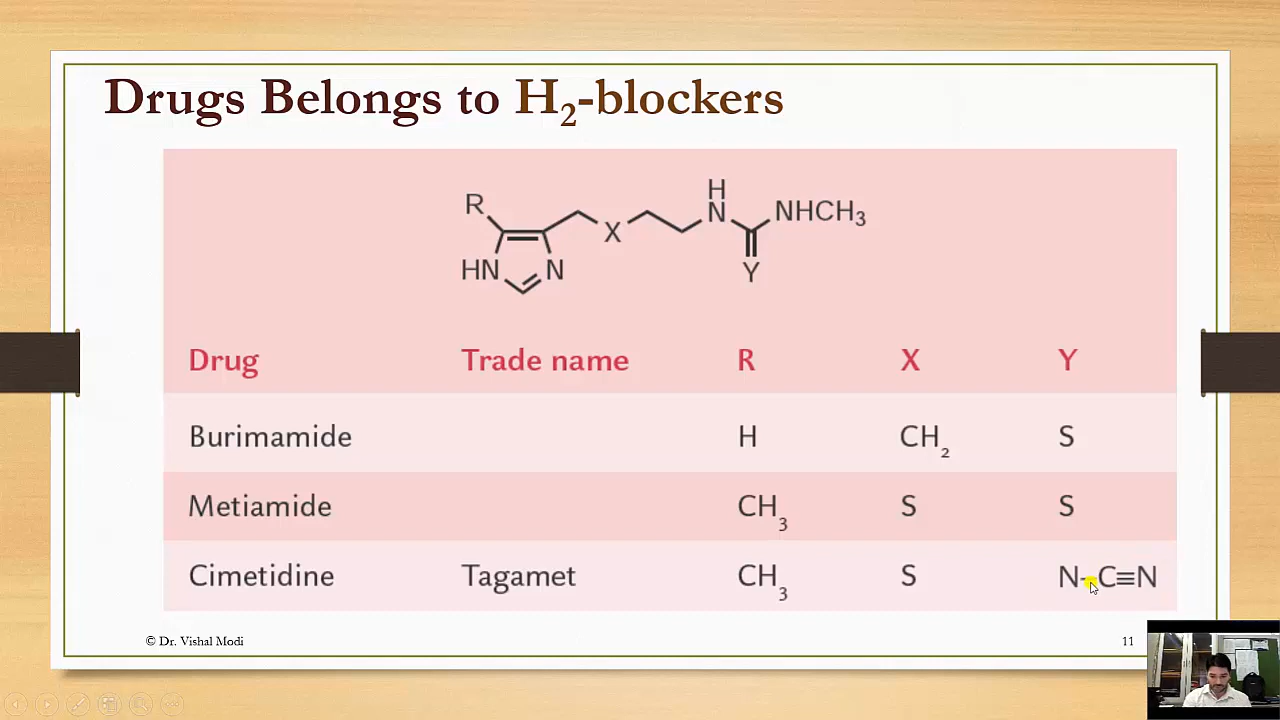 Drugs Belongs to H₂-blockers
R
X
H
N
NHCH₃
HN
N
Y
Drug Trade name R X Y
Burimamide H CH₂ S
Metiamide CH₃ S S
Cimetidine Tagamet CH₃ S N-C≡N
© Dr. Vishal Modi 11